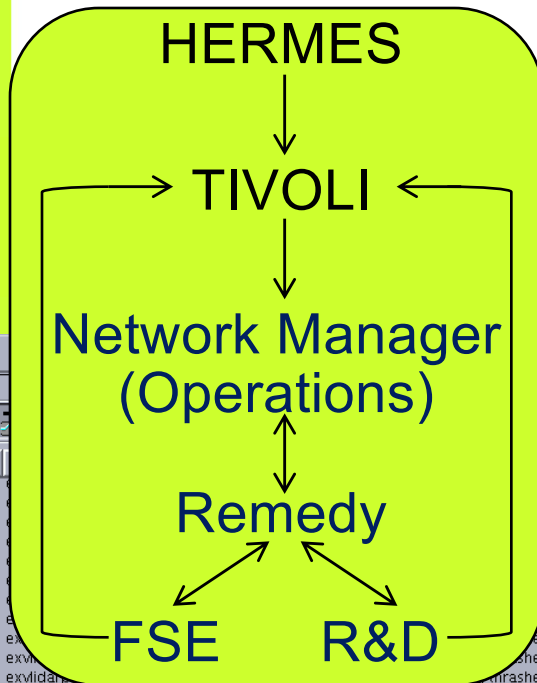 HERMES
TIVOLI
Network Manager
(Operations)
Remedy
FSE R&D